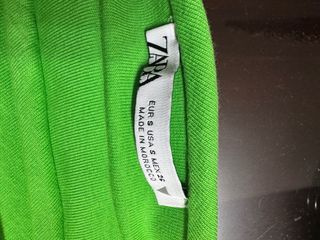 ZARA
EUR S USA S MEX 26
MADE IN MOROCCO